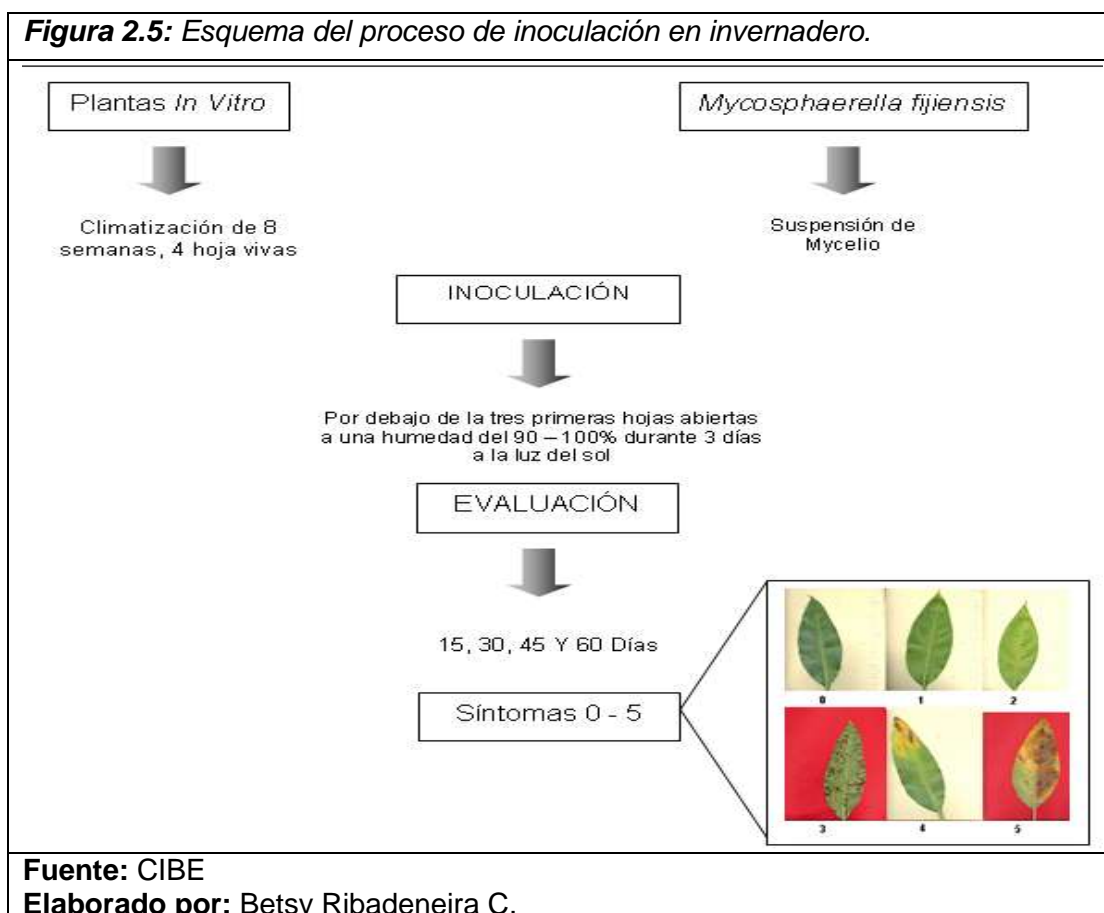 Figura 2.5: Esquema del proceso de inoculación en invernadero.
Plantas In Vitro
Mycosphaerella fijiensis
Climatización de 8
semanas, 4 hoja vivas
Suspensión de
Mycelio
INOCULACIÓN
Por debajo de la tres primeras hojas abiertas
a una humedad del 90 – 100% durante 3 días
a la luz del sol
EVALUACIÓN
15, 30, 45 Y 60 Días
Síntomas 0 - 5
0 1 2
3 4 5
Fuente: CIBE
Elaborado por: Betsy Ribadeneira C.